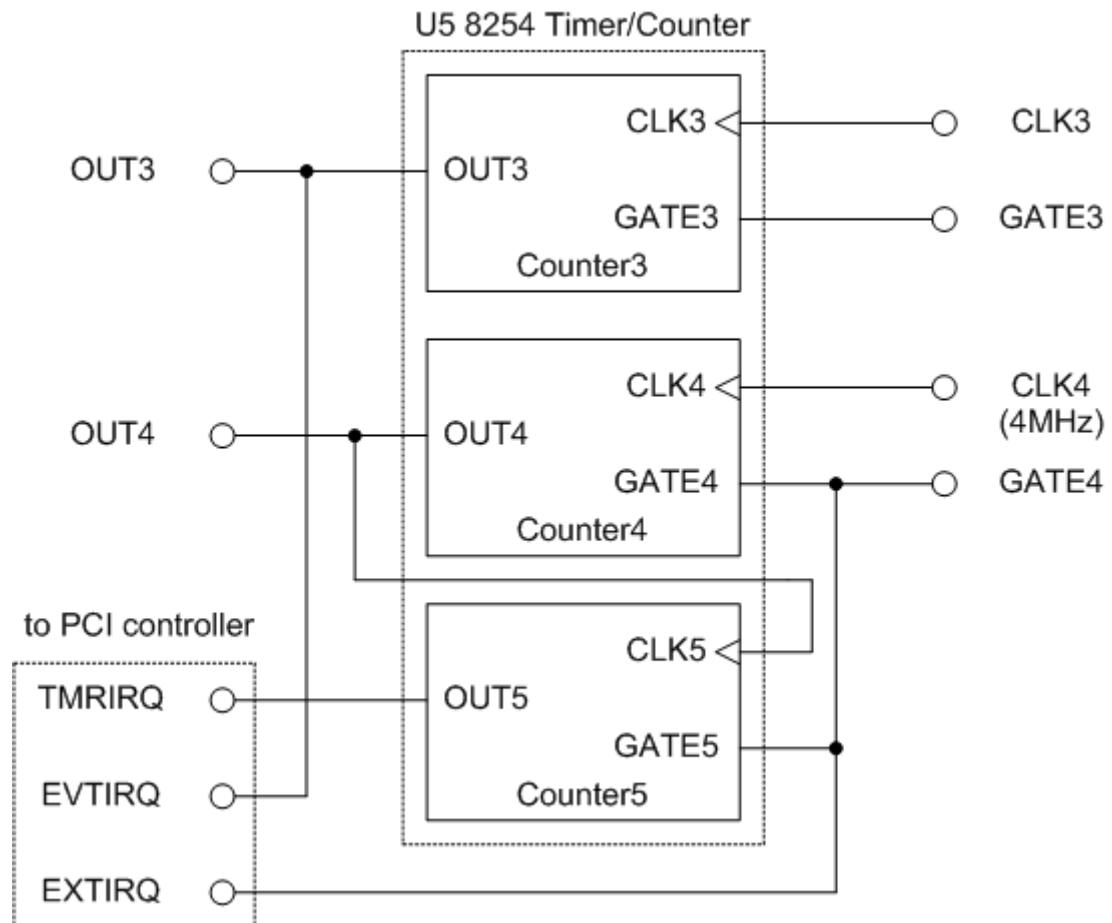 U5 8254 Timer/Counter
CLK3
CLK3
OUT3
OUT3
GATE3
GATE3
Counter3
CLK4
CLK4
(4MHz)
OUT4
OUT4
GATE4
GATE4
Counter4
to PCI controller
CLK5
TMRIRQ
OUT5
GATE5
EVTIRQ
Counter5
EXTIRQ